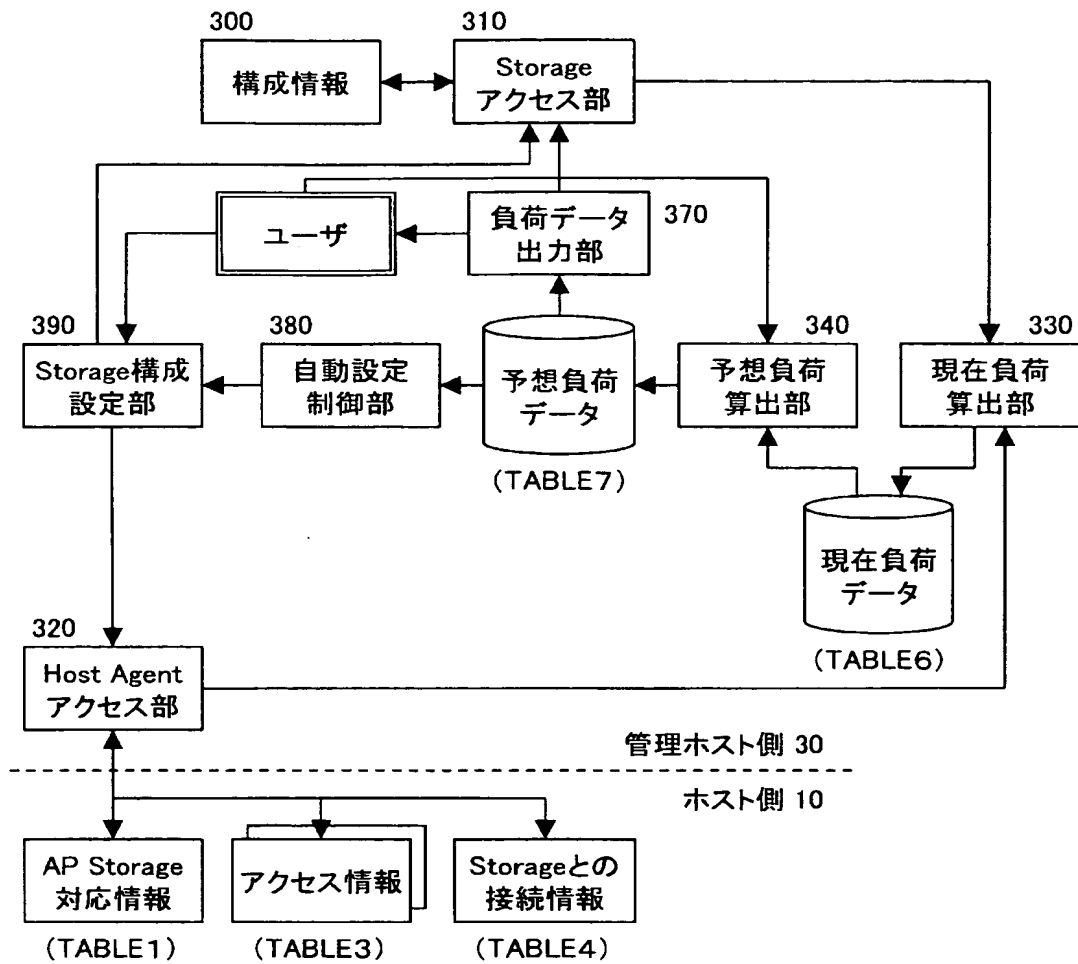 300
310
構成情報
Storage
アクセス部
ユーザ
負荷データ
出力部
370
390
380
340
330
Storage構成
設定部
自動設定
制御部
予想負荷
データ
予想負荷
算出部
現在負荷
算出部
(TABLE7)
現在負荷
データ
(TABLE6)
320
Host Agent
アクセス部
管理ホスト側 30
ホスト側 10
AP Storage
対応情報
アクセス情報
Storageとの
接続情報
(TABLE1)
(TABLE3)
(TABLE4)